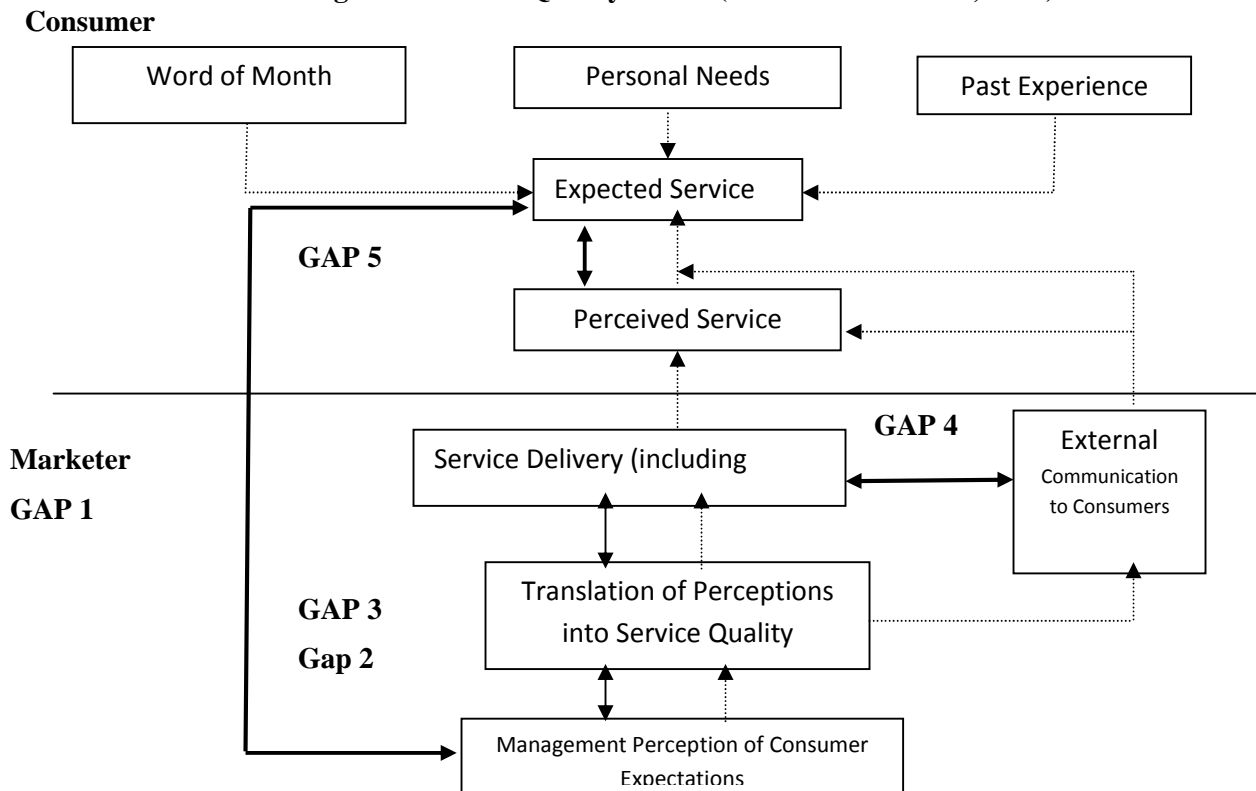 Consumer
Word of Month
Personal Needs
Past Experience
Expected Service
GAP 5
Perceived Service
GAP 4
External
Communication
to Consumers
Service Delivery (including
Marketer
GAP 1
Translation of Perceptions
into Service Quality
GAP 3
Gap 2
Management Perception of Consumer
Expectations